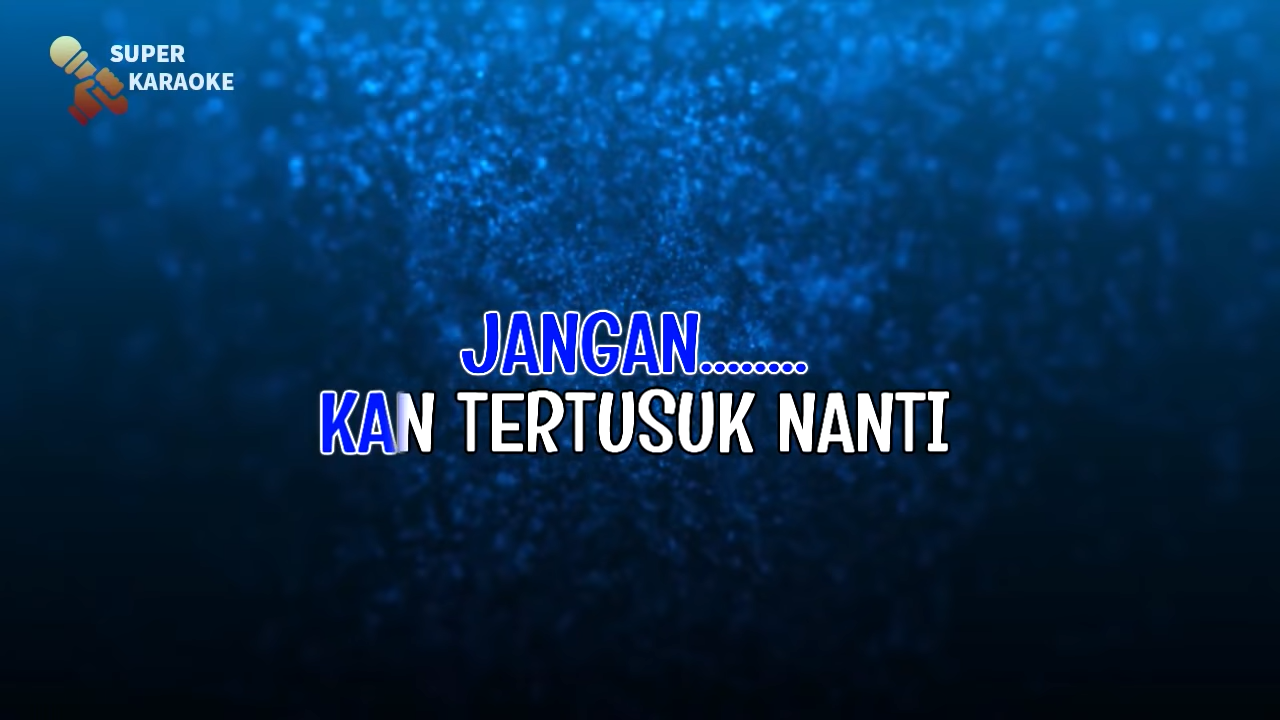 SUPER
KARAOKE
JANGAN........
KAN TERTUSUK NANTI